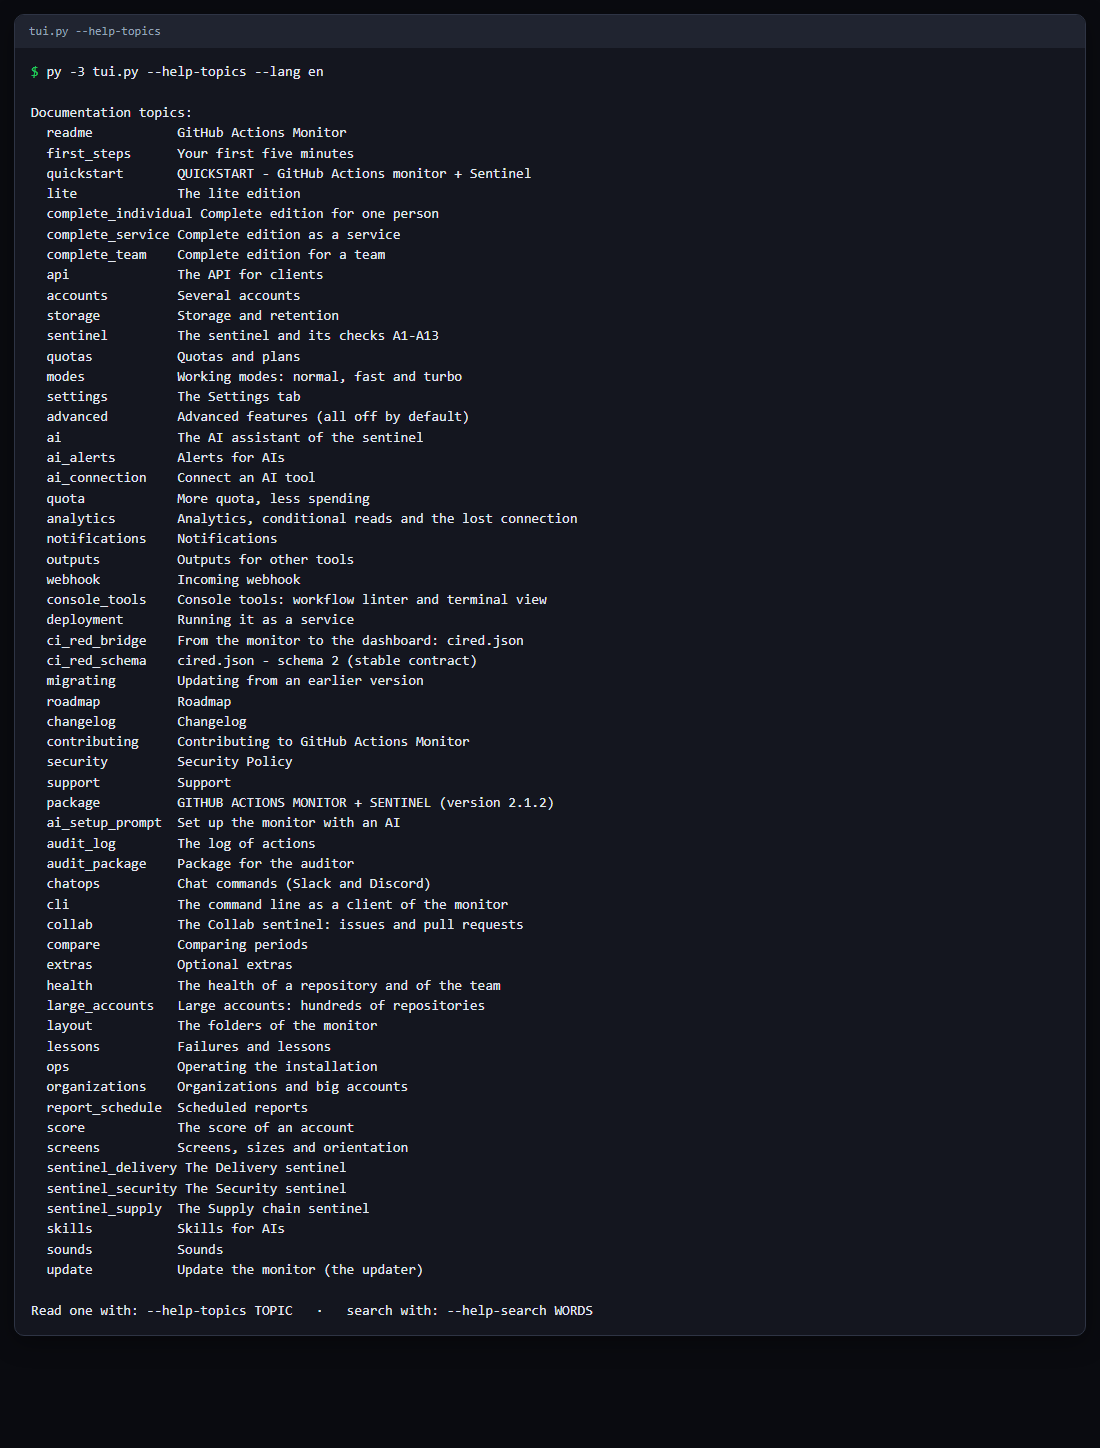 tui.py --help-topics
$ py -3 tui.py --help-topics --lang en
Documentation topics:
readme           GitHub Actions Monitor
first_steps      Your first five minutes
quickstart       QUICKSTART - GitHub Actions monitor + Sentinel
lite             The lite edition
complete_individual Complete edition for one person
complete_service Complete edition as a service
complete_team    Complete edition for a team
api              The API for clients
accounts         Several accounts
storage          Storage and retention
sentinel         The sentinel and its checks A1-A13
quotas           Quotas and plans
modes            Working modes: normal, fast and turbo
settings         The Settings tab
advanced         Advanced features (all off by default)
ai               The AI assistant of the sentinel
ai_alerts        Alerts for AIs
ai_connection    Connect an AI tool
quota            More quota, less spending
analytics        Analytics, conditional reads and the lost connection
notifications    Notifications
outputs          Outputs for other tools
webhook          Incoming webhook
console_tools    Console tools: workflow linter and terminal view
deployment       Running it as a service
ci_red_bridge    From the monitor to the dashboard: cired.json
ci_red_schema    cired.json - schema 2 (stable contract)
migrating        Updating from an earlier version
roadmap          Roadmap
changelog        Changelog
contributing     Contributing to GitHub Actions Monitor
security         Security Policy
support          Support
package          GITHUB ACTIONS MONITOR + SENTINEL (version 2.1.2)
ai_setup_prompt  Set up the monitor with an AI
audit_log        The log of actions
audit_package    Package for the auditor
chatops          Chat commands (Slack and Discord)
cli              The command line as a client of the monitor
collab           The Collab sentinel: issues and pull requests
compare          Comparing periods
extras           Optional extras
health           The health of a repository and of the team
large_accounts   Large accounts: hundreds of repositories
layout           The folders of the monitor
lessons          Failures and lessons
ops              Operating the installation
organizations    Organizations and big accounts
report_schedule  Scheduled reports
score            The score of an account
screens          Screens, sizes and orientation
sentinel_delivery The Delivery sentinel
sentinel_security The Security sentinel
sentinel_supply  The Supply chain sentinel
skills           Skills for AIs
sounds           Sounds
update           Update the monitor (the updater)
Read one with: --help-topics TOPIC   ·   search with: --help-search WORDS